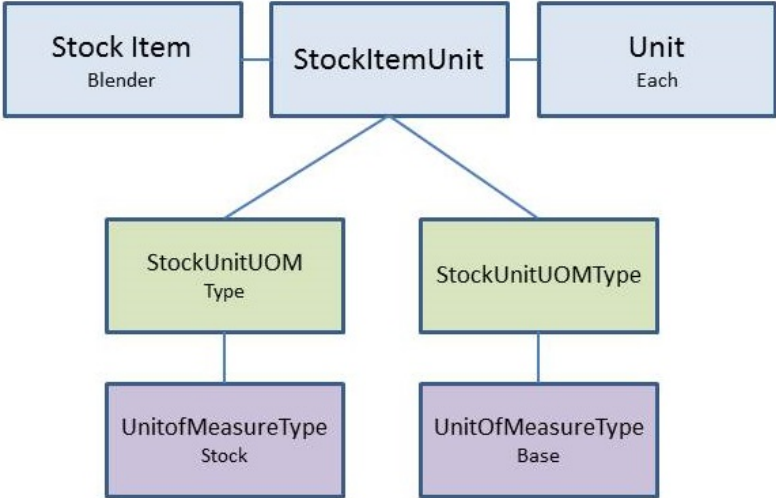 Stock Item
Blender
StockItemUnit
Unit
Each
StockUnitUOM
Type
StockUnitUOMType
UnitofMeasureType
Stock
UnitOfMeasureType
Base